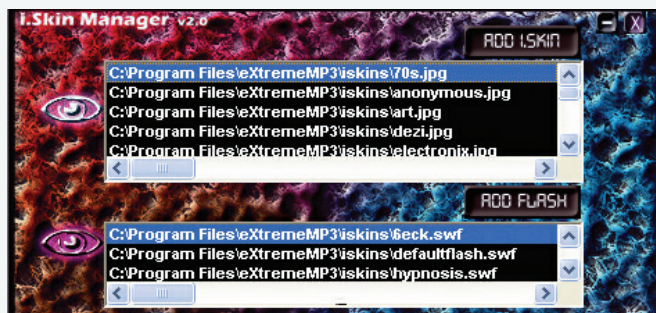 i.Skin Manager v2.0
X
ADD I.SKIN
C:\Program Files\eXtremeMP3\iskins\70s.jpg
C:\Program Files\eXtremeMP3\iskins\anonymous.jpg
C:\Program Files\eXtremeMP3\iskins\art.jpg
C:\Program Files\eXtremeMP3\iskins\dezi.jpg
C:\Program Files\eXtremeMP3\iskins\electronix.jpg
ADD FLASH
C:\Program Files\eXtremeMP3\iskins\6eck.swf
C:\Program Files\eXtremeMP3\iskins\defaultflash.swf
C:\Program Files\eXtremeMP3\iskins\hypnosis.swf